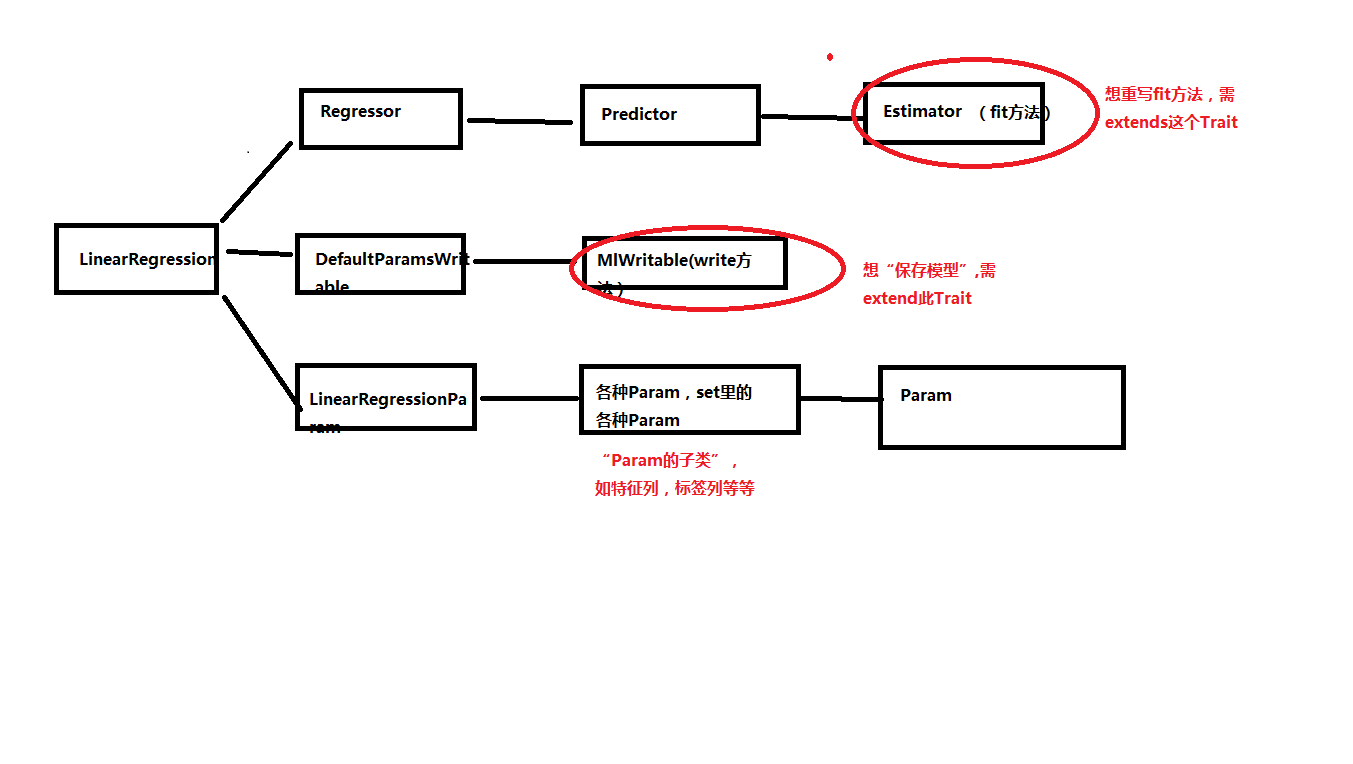 Regressor
Predictor
Estimator （fit方法）
想重写fit方法，需
extends这个Trait
LinearRegression
DefaultParamsWrit
able
MlWritable(write方
法）
想“保存模型”,需
extend此Trait
LinearRegressionPa
ram
各种Param，set里的
各种Param
Param
“Param的子类”，
如特征列，标签列等等